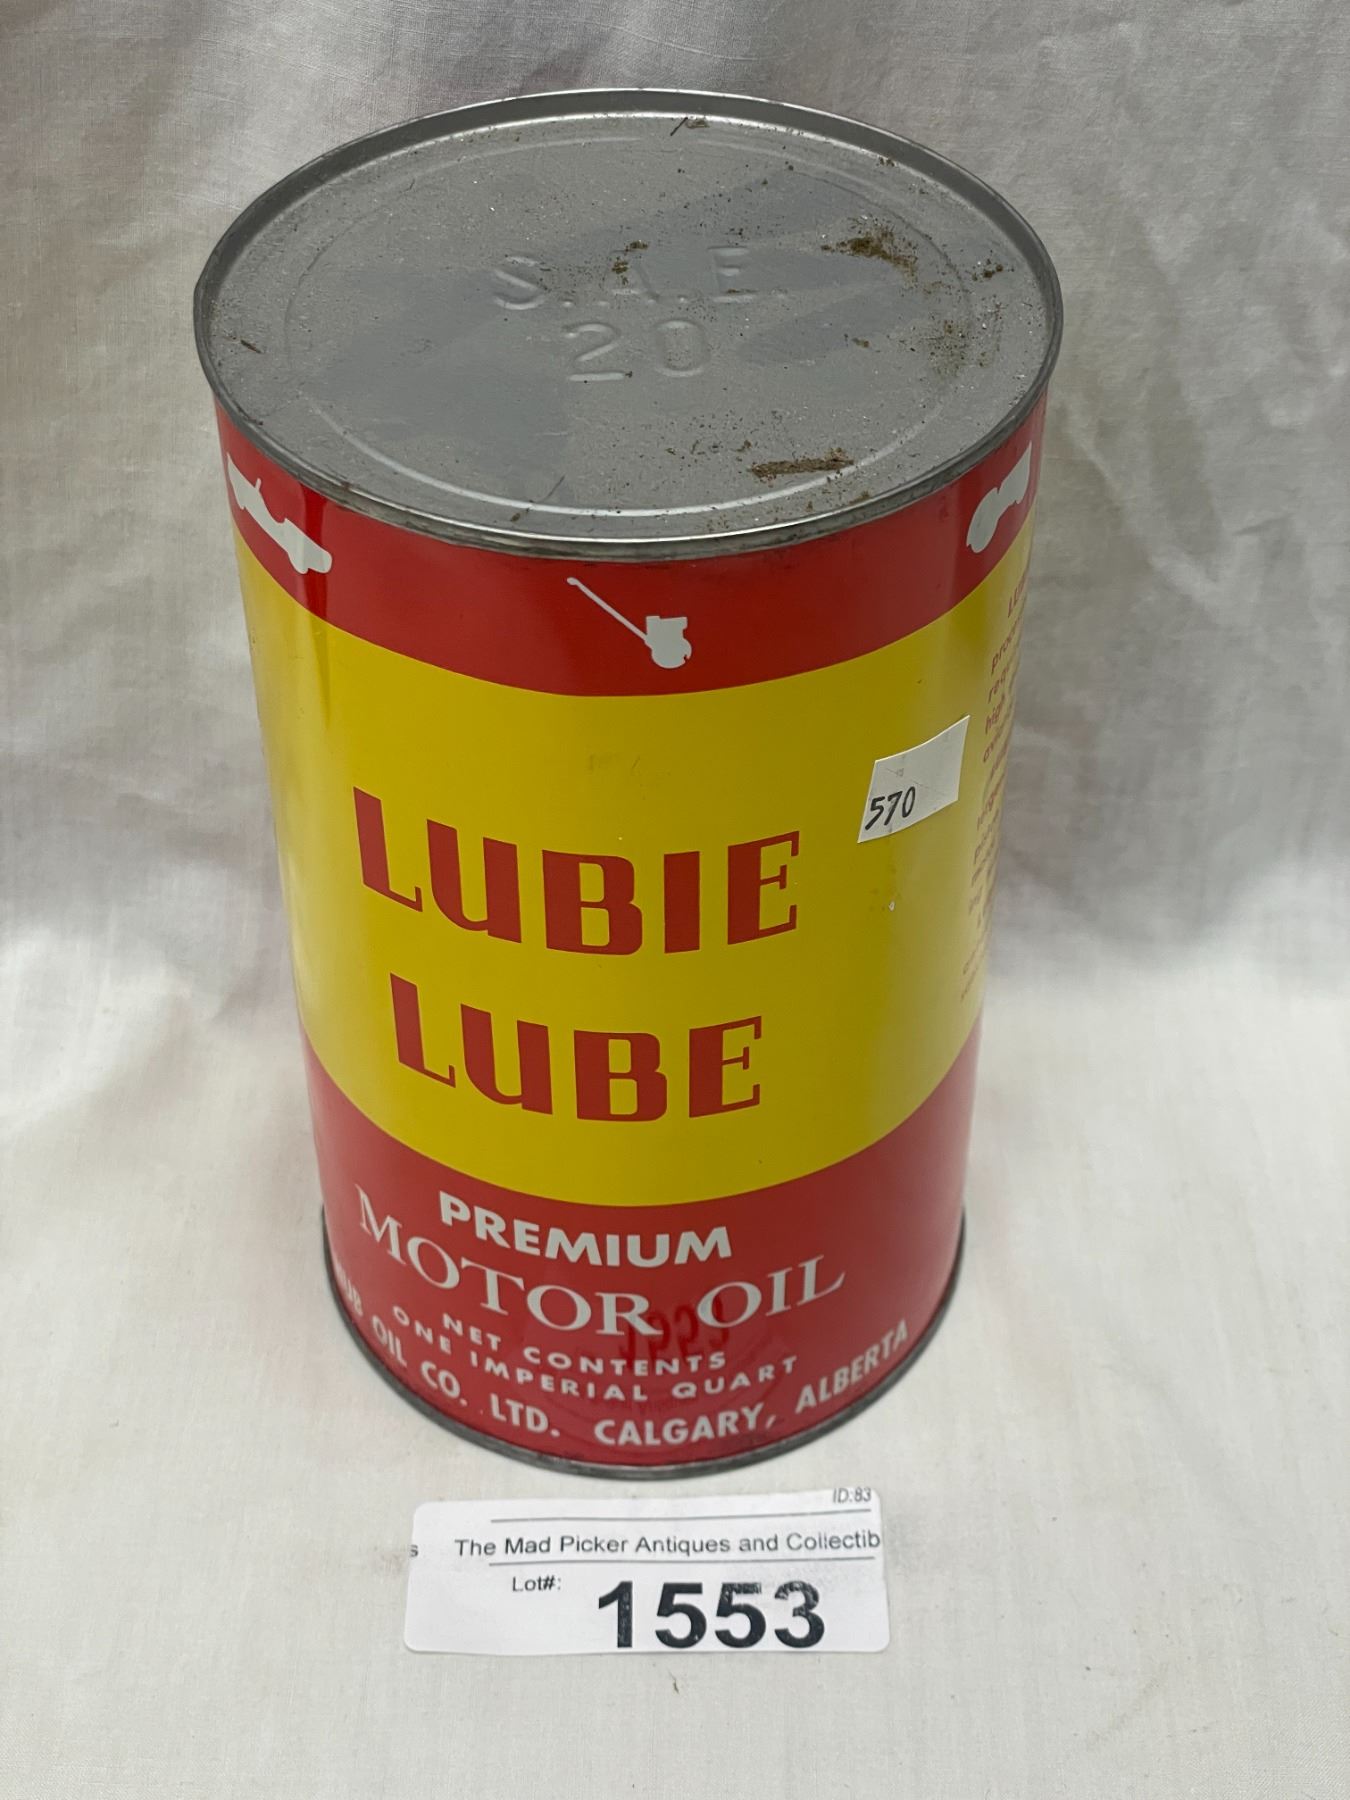 S.A.E.
20
570
LUBIE
LUBE
PREMIUM
MOTOR OIL
NET CONTENTS
ONE IMPERIAL QUART
OIL CO. LTD. CALGARY, ALBERTA
ID:83
s The Mad Picker Antiques and Collectib
Lot#: 1553